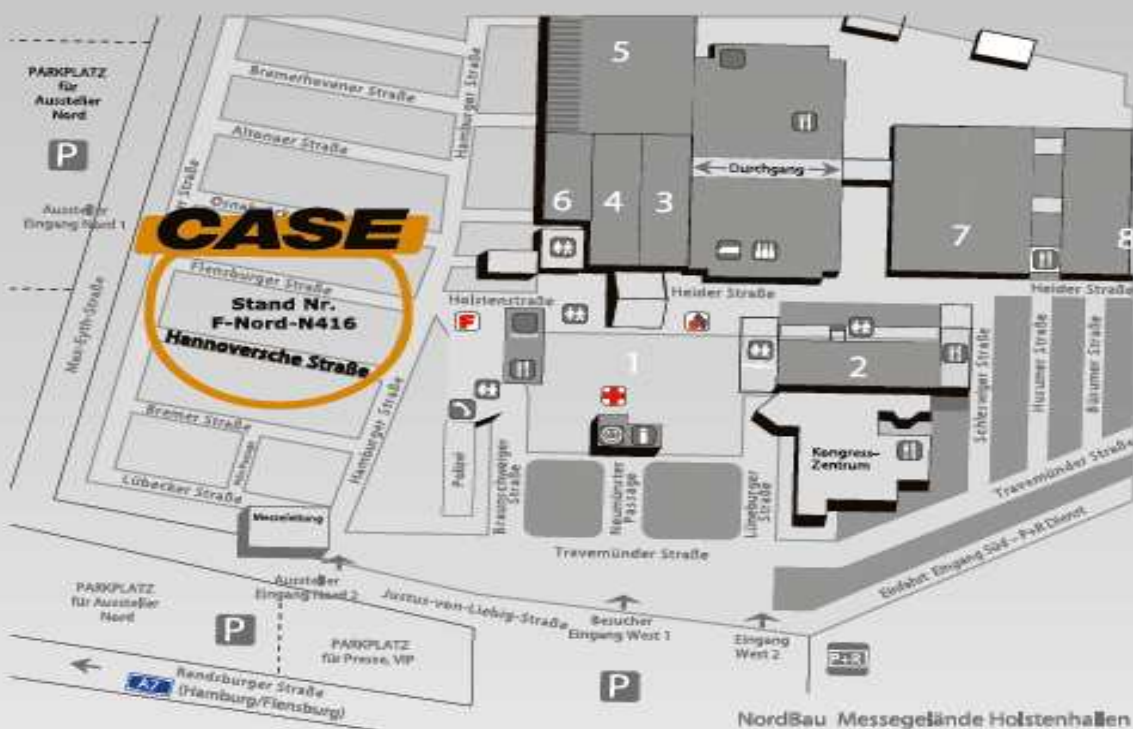 PARKPLATZ
für
Aussteller
Nord
P
Aussteller
Eingang Nord 1
Max-Eyth-Straße
Bremerhavener Straße
Altonaer Straße
Hamburger Straße
CASE
Flensburger Straße
Stand Nr.
F-Nord-N416
Hannoversche Straße
Bremer Straße
Lübecker Straße
Hamburger Straße
Messeleitung
5
6
4
3
Durchgang
7
8
Holstenstraße
Heider Straße
Heider Straße
F
1
2
i
Polizei
Braunschweiger
Straße
Neumünster
Passage
Lüneburger
Straße
Kongress-
Zentrum
Schleswiger Straße
Husumer Straße
Büsumer Straße
Travemünder Straße
Travemünder Straße
Einfahrt Eingang Süd – P+R Dienst
Aussteller
Eingang Nord 2
Justus-von-Liebig-Straße
Besucher
Eingang West 1
Eingang
West 2
PARKPLATZ
für Aussteller
Nord
P
PARKPLATZ
für Presse, VIP
P
P+R
A7
Rendsburger Straße
(Hamburg/Flensburg)
NordBau Messegelände Holstenhallen